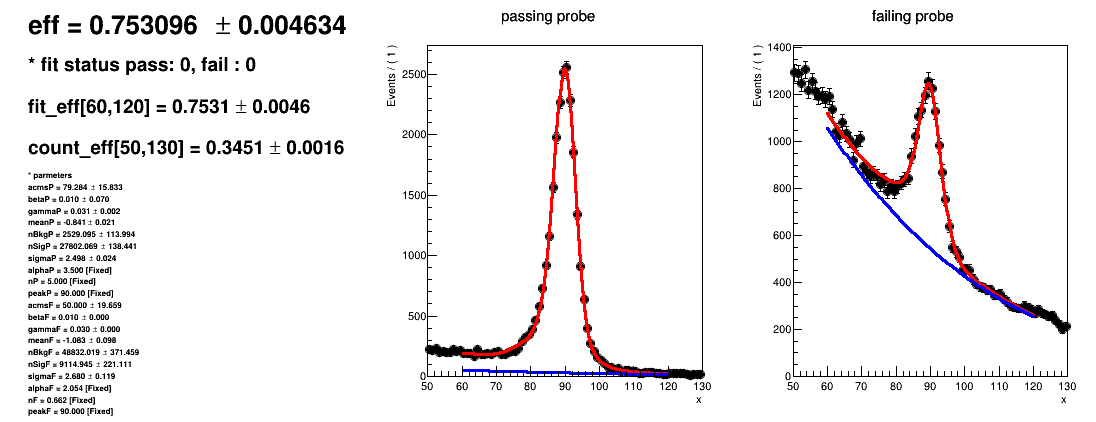 eff = 0.753096 ± 0.004634
* fit status pass: 0, fail : 0
fit_eff[60,120] = 0.7531 ± 0.0046
count_eff[50,130] = 0.3451 ± 0.0016
* parmeters
acmsP = 79.284 ± 15.833
betaP = 0.010 ± 0.070
gammaP = 0.031 ± 0.002
meanP = -0.841 ± 0.021
nBkgP = 2529.095 ± 113.994
nSigP = 27802.069 ± 138.441
sigmaP = 2.498 ± 0.024
alphaP = 3.500 [Fixed]
nP = 5.000 [Fixed]
peakP = 90.000 [Fixed]
acmsF = 50.000 ± 19.659
betaF = 0.010 ± 0.000
gammaF = 0.030 ± 0.000
meanF = -1.083 ± 0.098
nBkgF = 48832.019 ± 371.459
nSigF = 9114.945 ± 221.111
sigmaF = 2.680 ± 0.119
alphaF = 2.054 [Fixed]
nF = 0.662 [Fixed]
peakF = 90.000 [Fixed]
passing probe
Events / ( 1 )
2500
2000
1500
1000
500
0
50 60 70 80 90 100 110 120 130
x
failing probe
Events / ( 1 )
1400
1200
1000
800
600
400
200
0
50 60 70 80 90 100 110 120 130
x